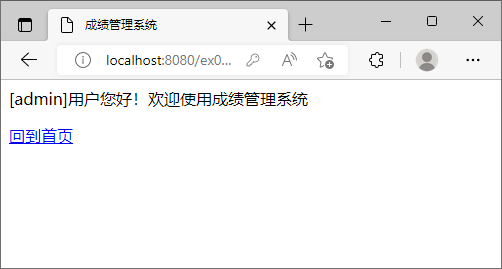 成绩管理系统
localhost:8080/ex0...
[admin]用户您好！欢迎使用成绩管理系统
回到首页